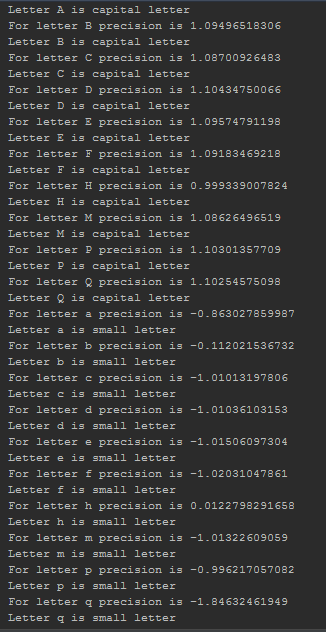 Letter A is capital letter
For letter B precision is 1.09496518306
Letter B is capital letter
For letter C precision is 1.08700926483
Letter C is capital letter
For letter D precision is 1.10434750066
Letter D is capital letter
For letter E precision is 1.09574791198
Letter E is capital letter
For letter F precision is 1.09183469218
Letter F is capital letter
For letter H precision is 0.999339007824
Letter H is capital letter
For letter M precision is 1.08626496519
Letter M is capital letter
For letter P precision is 1.10301357709
Letter P is capital letter
For letter Q precision is 1.10254575098
Letter Q is capital letter
For letter a precision is -0.863027859987
Letter a is small letter
For letter b precision is -0.112021536732
Letter b is small letter
For letter c precision is -1.01013197806
Letter c is small letter
For letter d precision is -1.01036103153
Letter d is small letter
For letter e precision is -1.01506097304
Letter e is small letter
For letter f precision is -1.02031047861
Letter f is small letter
For letter h precision is 0.0122798291658
Letter h is small letter
For letter m precision is -1.01322609059
Letter m is small letter
For letter p precision is -0.996217057082
Letter p is small letter
For letter q precision is -1.84632461949
Letter q is small letter